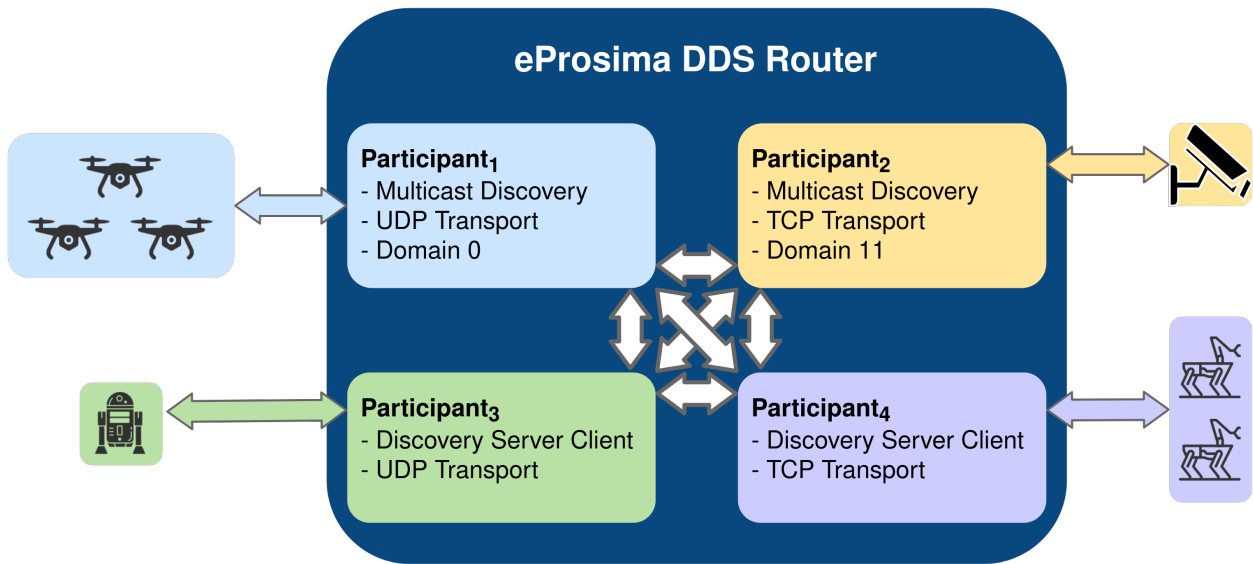 eProsima DDS Router
Participant₁
- Multicast Discovery
- UDP Transport
- Domain 0
Participant₂
- Multicast Discovery
- TCP Transport
- Domain 11
Participant₃
- Discovery Server Client
- UDP Transport
Participant₄
- Discovery Server Client
- TCP Transport